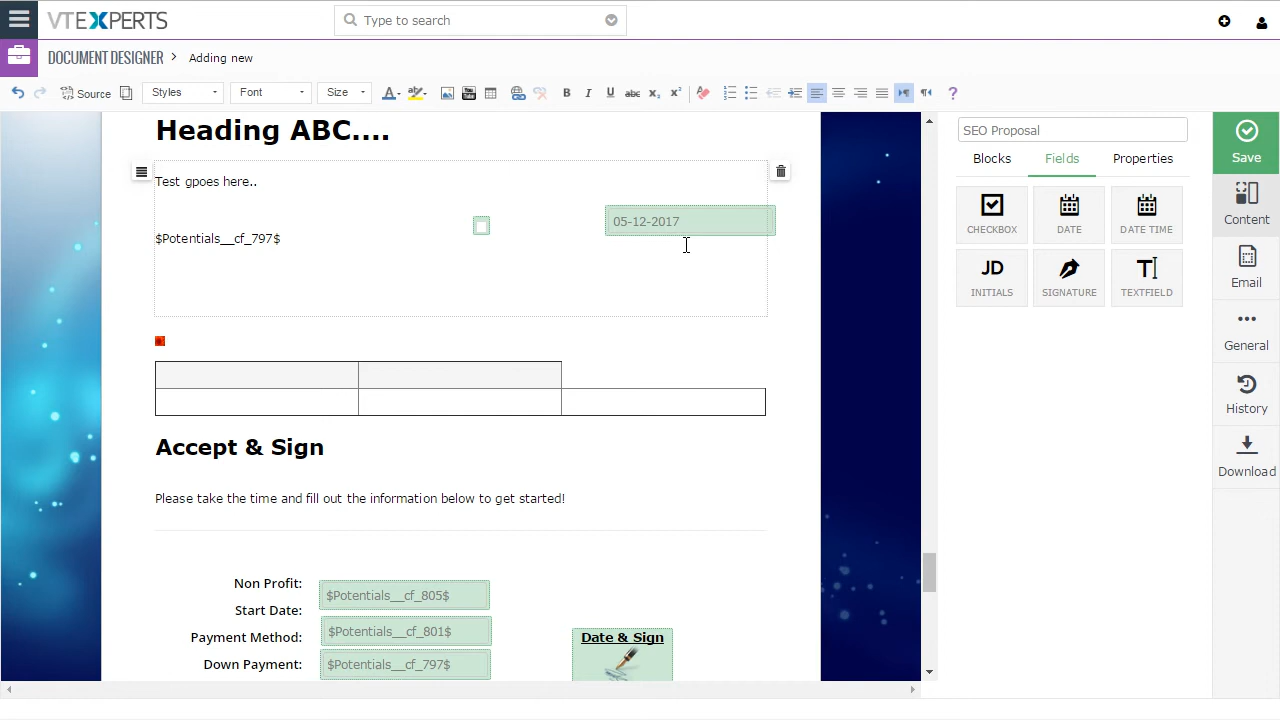 VTEXPERTS
Type to search
DOCUMENT DESIGNER > Adding new
Source Styles Font Size A B I U abc x₂ x² ?
Heading ABC....
Test gpoes here..
05-12-2017
$Potentials__cf_797$
Accept & Sign
Please take the time and fill out the information below to get started!
Non Profit: $Potentials__cf_805$
Start Date: $Potentials__cf_801$
Payment Method:
Down Payment: $Potentials__cf_797$
Date & Sign
SEO Proposal
Blocks Fields Properties
CHECKBOX DATE DATE TIME
JD INITIALS SIGNATURE T TEXTFIELD
Save
Content
Email
General
History
Download